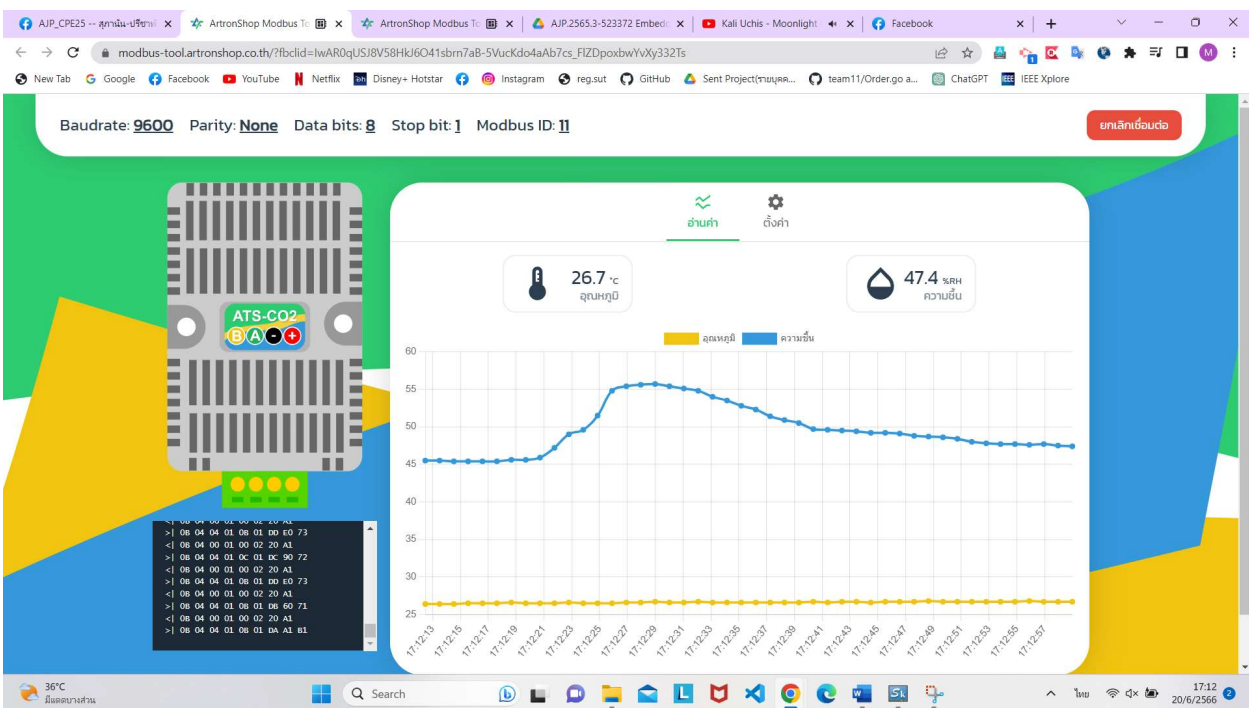 AJP_CPE25 -- สุภานัน-ปรีชาน
ArtronShop Modbus To
ArtronShop Modbus To
AJP.2565.3-523372 Embed
Kali Uchis - Moonlight
Facebook
modbus-tool.artronshop.co.th/?fbclid=IwAR0qUSJ8V58HkJ6O41sbrn7aB-5VucKdo4aAb7cs_FlZDpoxbwYvXy332Ts
New Tab Google Facebook YouTube Netflix Disney+ Hotstar Instagram reg.sut GitHub Sent Project(รายบุคค... team11/Order.go a... ChatGPT IEEE Xplore
Baudrate: 9600 Parity: None Data bits: 8 Stop bit: 1 Modbus ID: 11
ยกเลิกเชื่อมต่อ
อ่านค่า ตั้งค่า
26.7 °C
อุณหภูมิ
47.4 %RH
ความชื้น
อุณหภูมิ ความชื้น
60
55
50
45
40
35
30
25
17:12:13 17:12:15 17:12:17 17:12:19 17:12:21 17:12:23 17:12:25 17:12:27 17:12:29 17:12:31 17:12:33 17:12:35 17:12:37 17:12:39 17:12:41 17:12:43 17:12:45 17:12:47 17:12:49 17:12:51 17:12:53 17:12:55 17:12:57
ATS-CO2
B A - +
<| 0B 04 00 01 00 02 20 A1
>| 0B 04 04 01 0B 01 DD E0 73
<| 0B 04 00 01 00 02 20 A1
>| 0B 04 04 01 0C 01 DC 90 72
<| 0B 04 00 01 00 02 20 A1
>| 0B 04 04 01 0B 01 DD E0 73
<| 0B 04 00 01 00 02 20 A1
>| 0B 04 04 01 0B 01 DB 60 71
<| 0B 04 00 01 00 02 20 A1
>| 0B 04 04 01 0B 01 DA A1 B1
36°C
มีแดดบางส่วน
Search
ไทย
17:12
20/6/2566
2